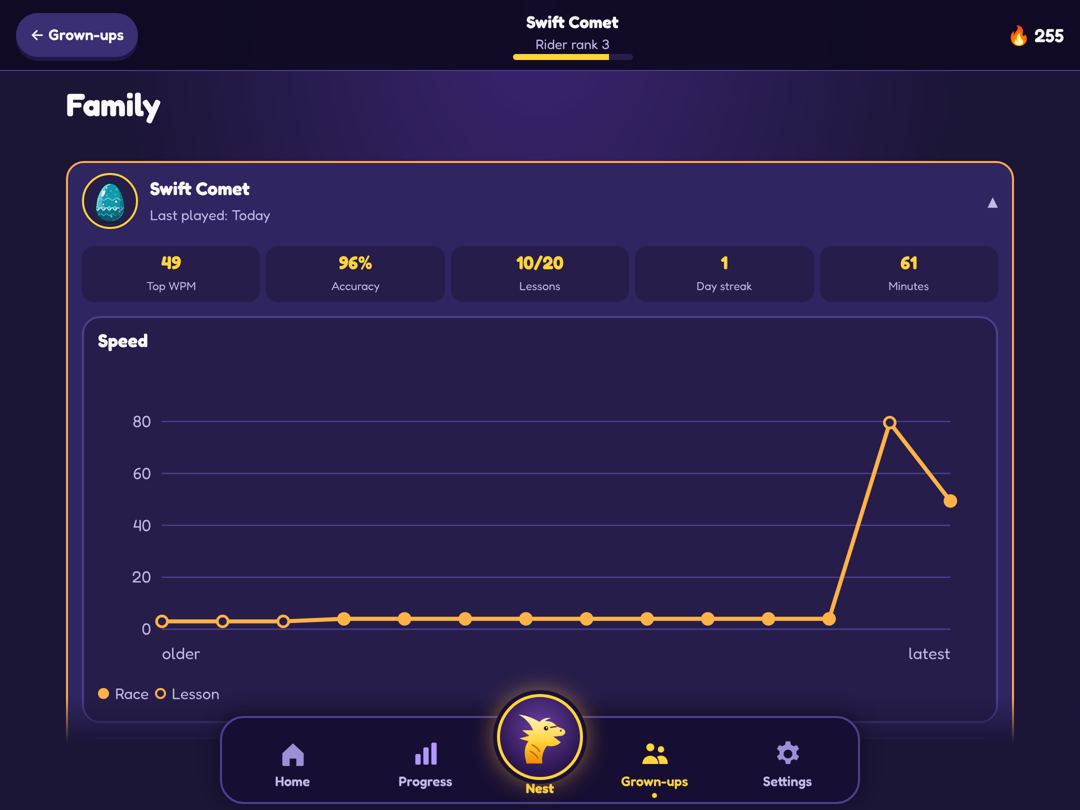 ← Grown-ups
Swift Comet
Rider rank 3
255
Family
Swift Comet
Last played: Today
▲
49
Top WPM
96%
Accuracy
10/20
Lessons
1
Day streak
61
Minutes
Speed
80
60
40
20
0
older
latest
Race
Lesson
Home
Progress
Nest
Grown-ups
Settings